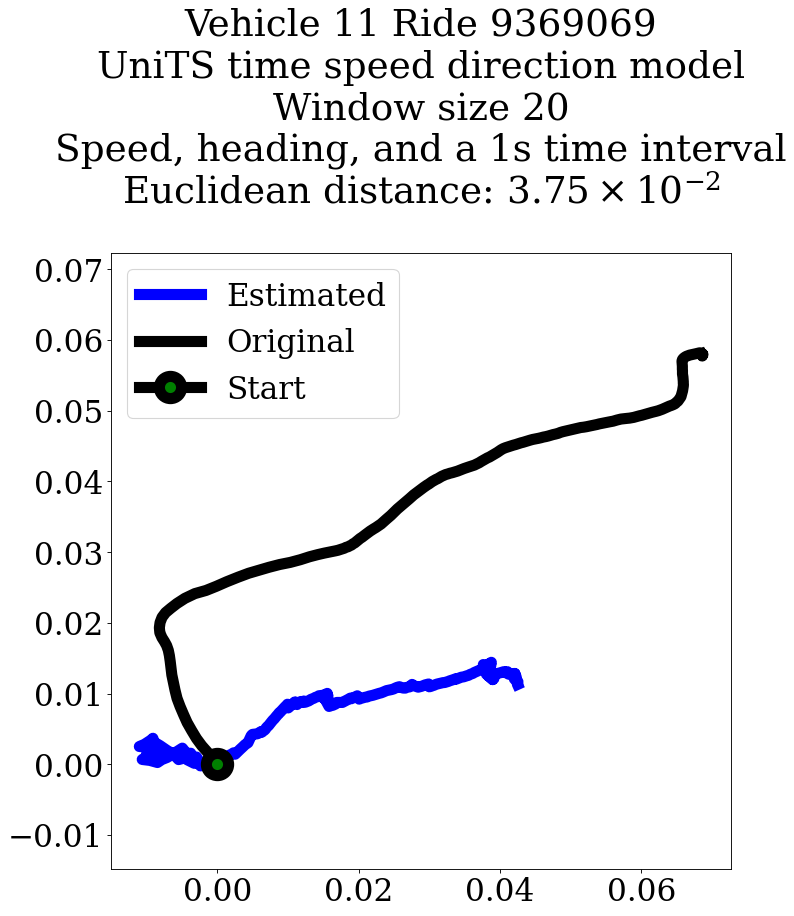 Vehicle 11 Ride 9369069
UniTS time speed direction model
Window size 20
Speed, heading, and a 1s time interval
Euclidean distance: 3.75 × 10⁻²
0.07
0.06
0.05
0.04
0.03
0.02
0.01
0.00
−0.01
Estimated
Original
Start
0.00 0.02 0.04 0.06